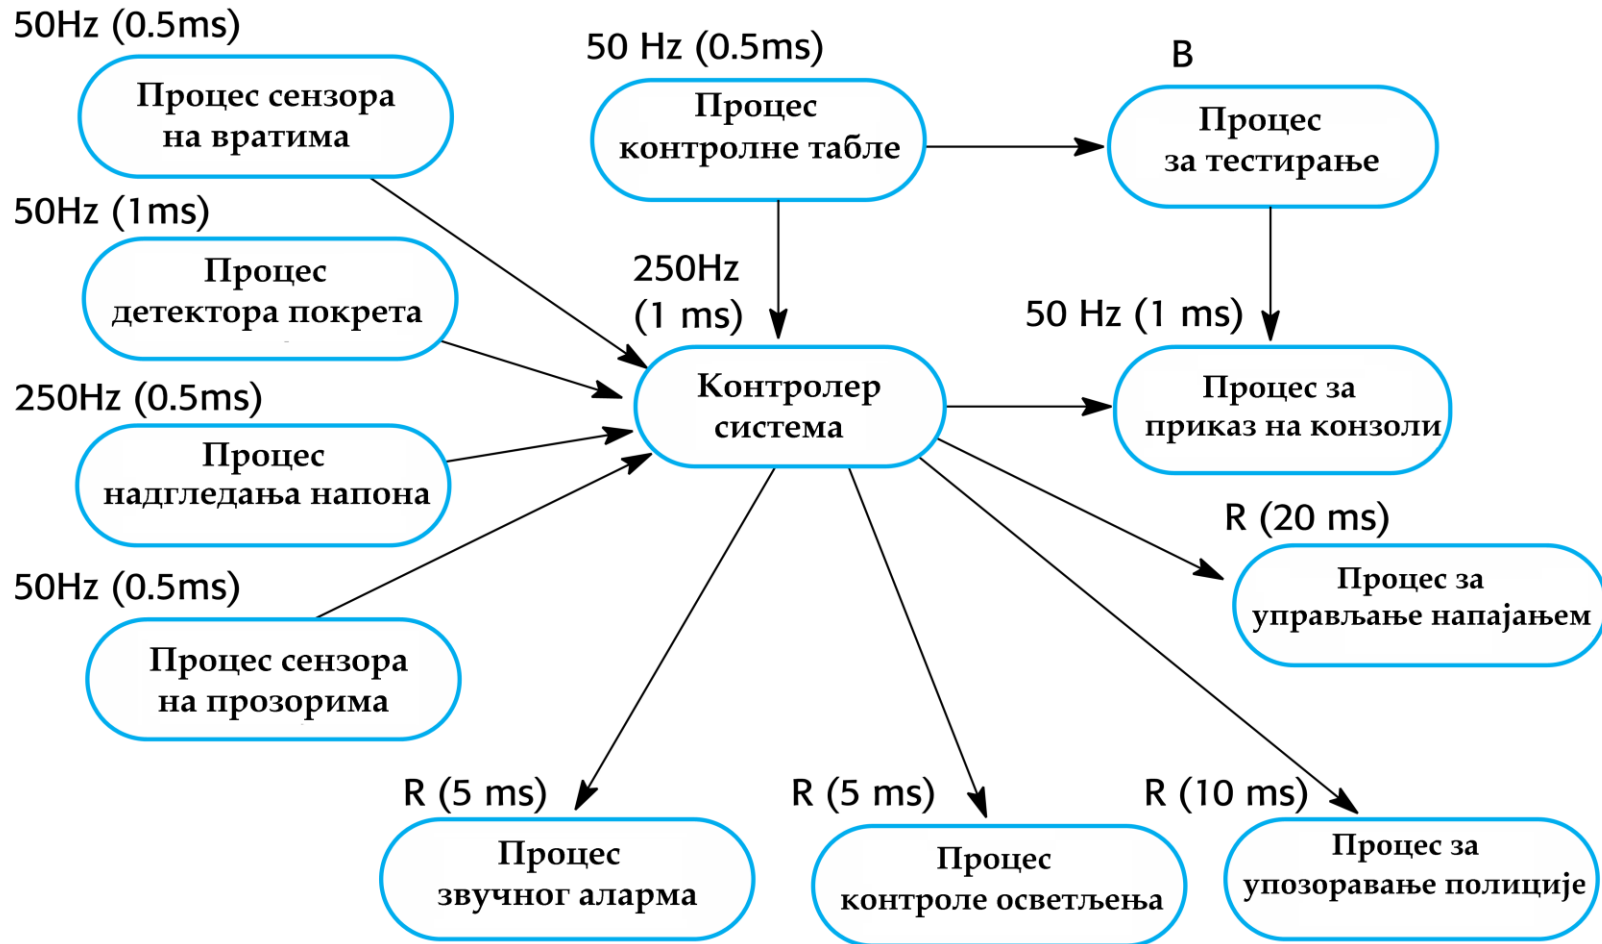 50Hz (0.5ms)
Процес сензора
на вратима
50 Hz (0.5ms)
Процес
контролне табле
B
Процес
за тестирање
50Hz (1ms)
Процес
детектора покрета
250Hz
(1 ms)
Контролер
система
50 Hz (1 ms)
Процес за
приказ на конзоли
250Hz (0.5ms)
Процес
надгледања напона
R (20 ms)
Процес за
управљање напајањем
50Hz (0.5ms)
Процес сензора
на прозорима
R (5 ms)
Процес
звучног аларма
R (5 ms)
Процес
контроле осветљења
R (10 ms)
Процес за
упозоравање полиције